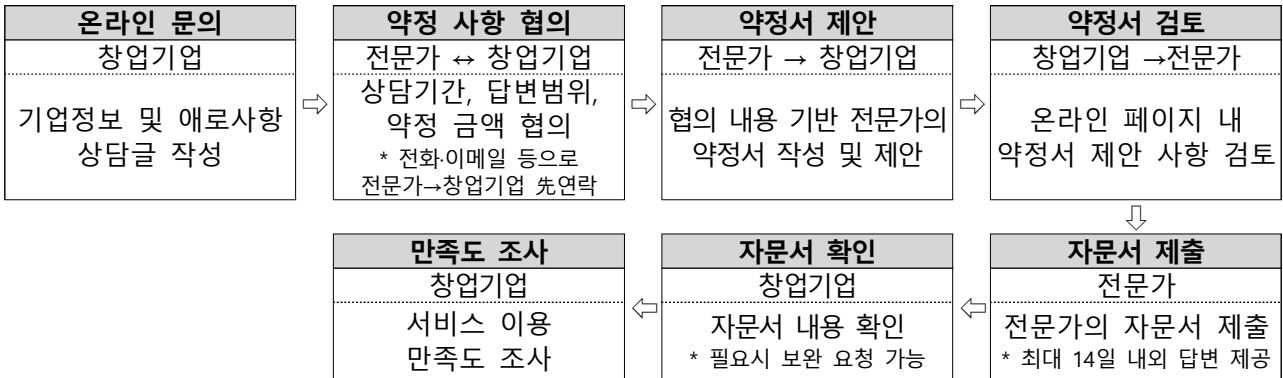 온라인 문의
창업기업
기업정보 및 애로사항
상담글 작성
⇨
약정 사항 협의
전문가 ↔ 창업기업
상담기간, 답변범위,
약정 금액 협의
* 전화·이메일 등으로
전문가→창업기업 先연락
⇨
약정서 제안
전문가 → 창업기업
협의 내용 기반 전문가의
약정서 작성 및 제안
⇨
약정서 검토
창업기업 →전문가
온라인 페이지 내
약정서 제안 사항 검토
⇩
자문서 제출
전문가
전문가의 자문서 제출
* 최대 14일 내외 답변 제공
⇦
자문서 확인
창업기업
자문서 내용 확인
* 필요시 보완 요청 가능
⇦
만족도 조사
창업기업
서비스 이용
만족도 조사